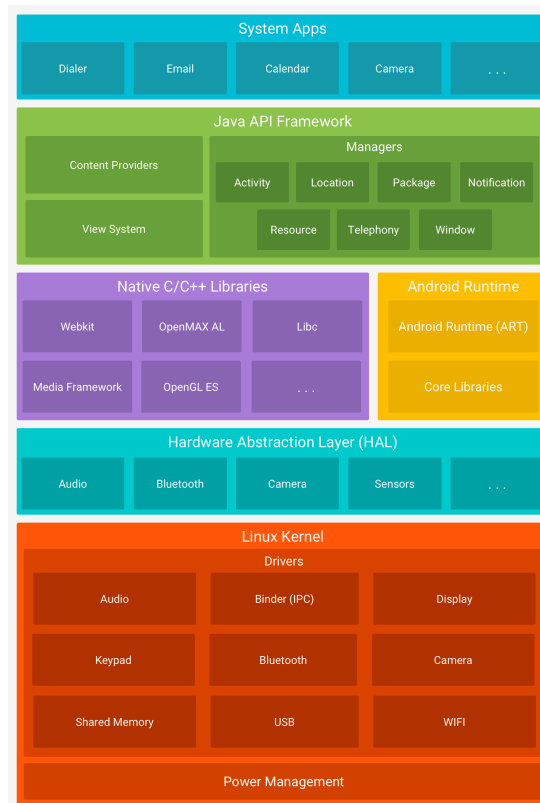 System Apps
Dialer
Email
Calendar
Camera
. . .
Java API Framework
Content Providers
View System
Managers
Activity
Location
Package
Notification
Resource
Telephony
Window
Native C/C++ Libraries
Webkit
OpenMAX AL
Libc
Media Framework
OpenGL ES
. . .
Android Runtime
Android Runtime (ART)
Core Libraries
Hardware Abstraction Layer (HAL)
Audio
Bluetooth
Camera
Sensors
. . .
Linux Kernel
Drivers
Audio
Binder (IPC)
Display
Keypad
Bluetooth
Camera
Shared Memory
USB
WIFI
Power Management